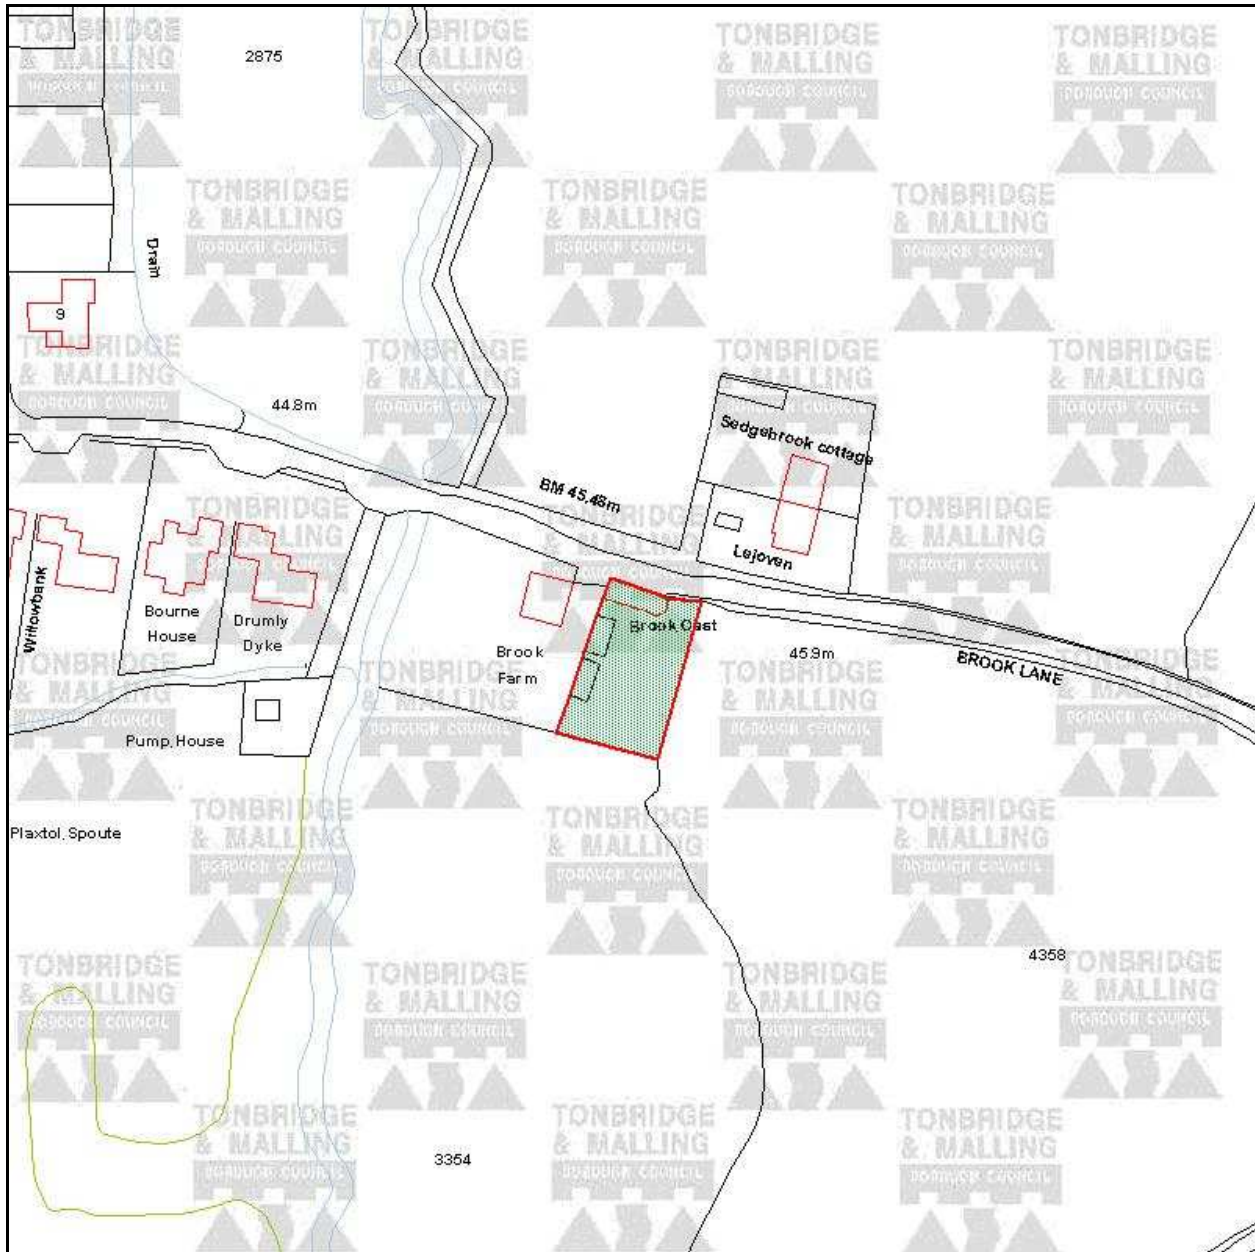 TONBRIDGE
& MALLING
BOROUGH COUNCIL
2875
Drain
9
44.8m
Sedgebrook cottage
BM 45.48m
Lejoven
Willowbank
Bourne
House
Drumly
Dyke
Brook
Farm
Brook Oast
45.9m
BROOK LANE
Pump, House
Plaxtol, Spoute
4358
3354